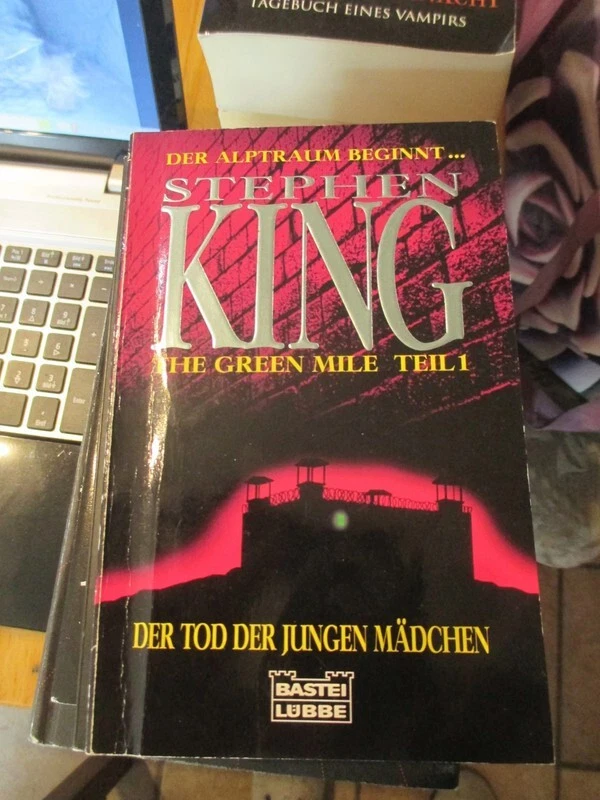 TAGEBUCH EINES VAMPIRS
DER ALPTRAUM BEGINNT...
STEPHEN
KING
THE GREEN MILE TEIL 1
DER TOD DER JUNGEN MÄDCHEN
BASTEI
LÜBBE